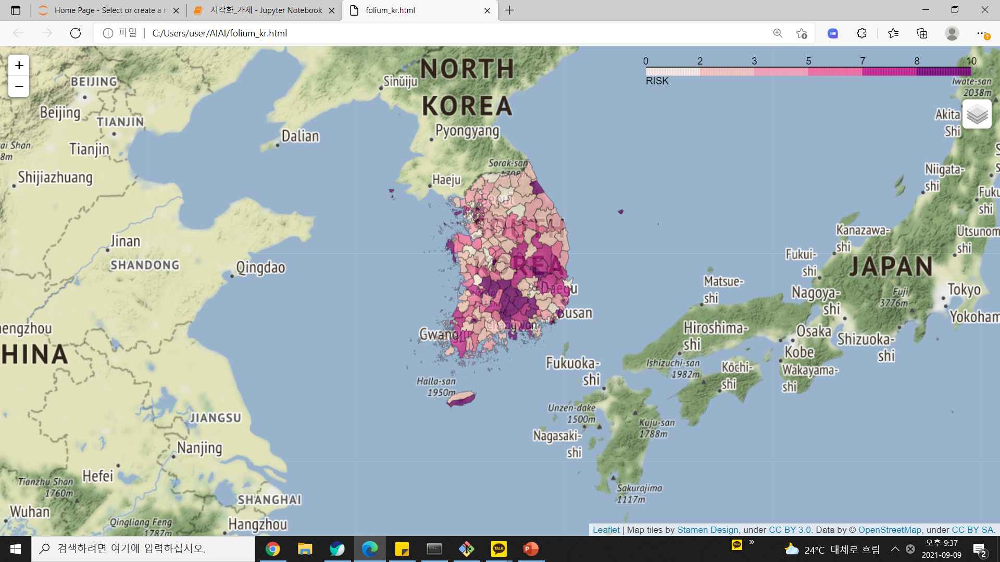 Home Page - Select or create a n
시각화_가제 - Jupyter Notebook
folium_kr.html
파일
C:/Users/user/AIAI/folium_kr.html
+
−
0 2 3 5 7 8 10
RISK
NORTH
KOREA
Sinŭiju
BEIJING
Beijing
TIANJIN
Tianjin
Dalian
Pyongyang
ai Shan
8m
Shijiazhuang
Haeju
Sorak-san
1708m
Seoul
SOUTH
KOREA
Iwate-san
2038m
Akita
Shi
Niigata-
shi
Fuku
shi
Jinan
SHANDONG
Qingdao
Kanazawa-
shi
Utsunom
shi
Fukui-
shi
JAPAN
Matsue-
shi
Nagoya-
shi
Fuji
3776m
Tokyo
Yokoham
Daegu
Busan
Changwon
Gwangju
engzhou
HINA
Hiroshima-
shi
Osaka
Kobe
Shizuoka-
shi
Fukuoka-
shi
Ishizuchi-san
1982m
Kōchi-
shi
Wakayama-
shi
Halla-san
1950m
Unzen-dake
1500m
Kuju-san
1788m
Nagasaki-
shi
JIANGSU
Nanjing
Hefei
Tianzhu Shan
1760m
Wuhan
SHANGHAI
Qingliang Feng
1787m
Hangzhou
Sakurajima
1117m
Leaflet | Map tiles by Stamen Design, under CC BY 3.0. Data by © OpenStreetMap, under CC BY SA.
검색하려면 여기에 입력하십시오.
TALK
P
TALK
»
24°C 대체로 흐림
오후 9:37
2021-09-09
2